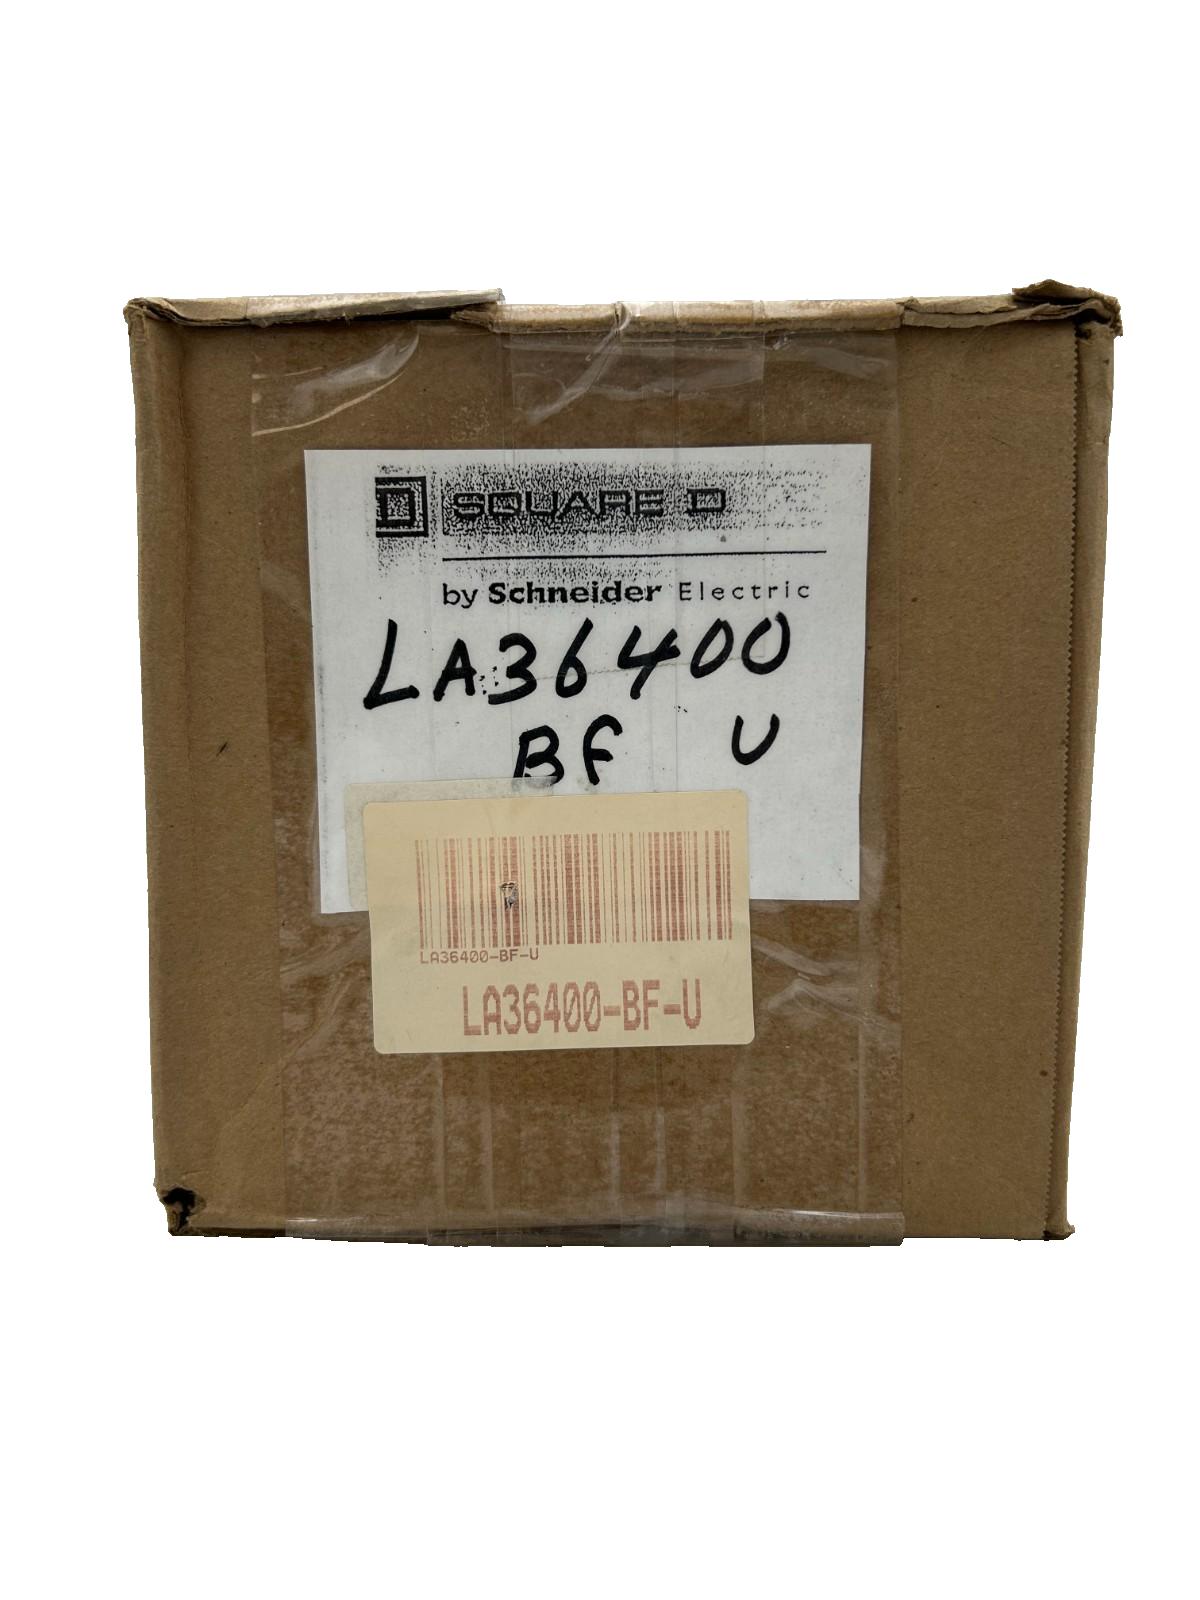 SQUARE D
by Schneider Electric
LA36400
BF U
LA36400-BF-U
LA36400-BF-U